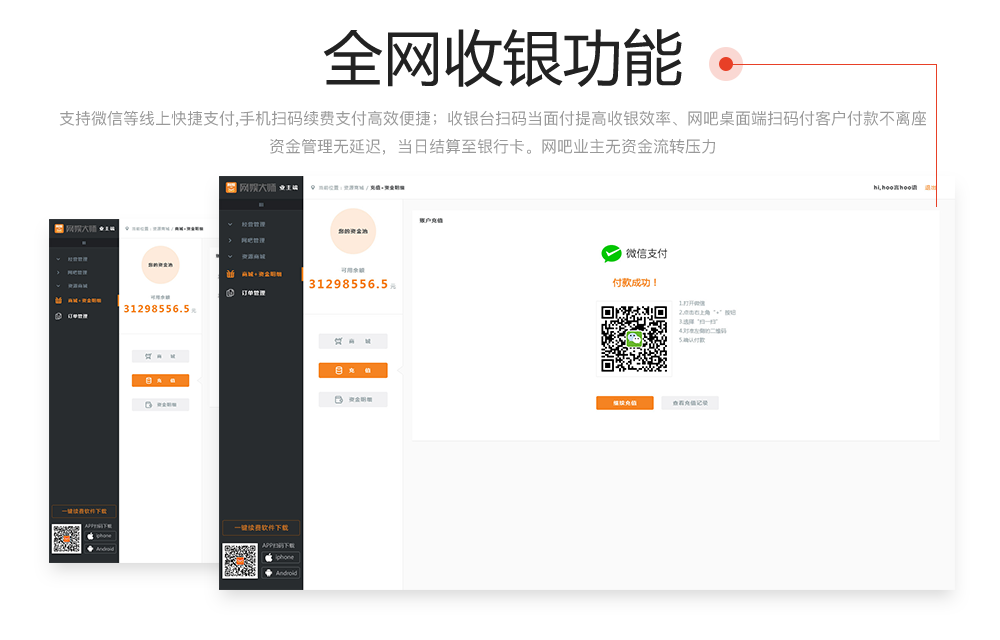 全网收银功能
支持微信等线上快捷支付,手机扫码续费支付高效便捷；收银台扫码当面付提高收银效率、网吧桌面端扫码付客户付款不离座
资金管理无延迟，当日结算至银行卡。网吧业主无资金流转压力
网娱大师 业主端
当前位置：资源商城 / 商城+资金明细
经营管理
网吧管理
资源商城
商城+资金明细
订单管理
您的资金池
可用余额
31298556.5元
商 城
充 值
资金明细
一键续费软件下载
APP扫码下载
iphone
Android
网娱大师 业主端
当前位置：资源商城 / 充值+资金明细
hi,hoo宾hoo语
经营管理
网吧管理
资源商城
商城+资金明细
订单管理
您的资金池
可用余额
31298556.5元
商 城
充 值
资金明细
账户充值
微信支付
付款成功！
1.打开微信
2.点击右上角“+”按钮
3.选择“扫一扫”
4.对准左侧的二维码
5.确认付款
继续充值
查看充值记录
一键续费软件下载
APP扫码下载
iphone
Android